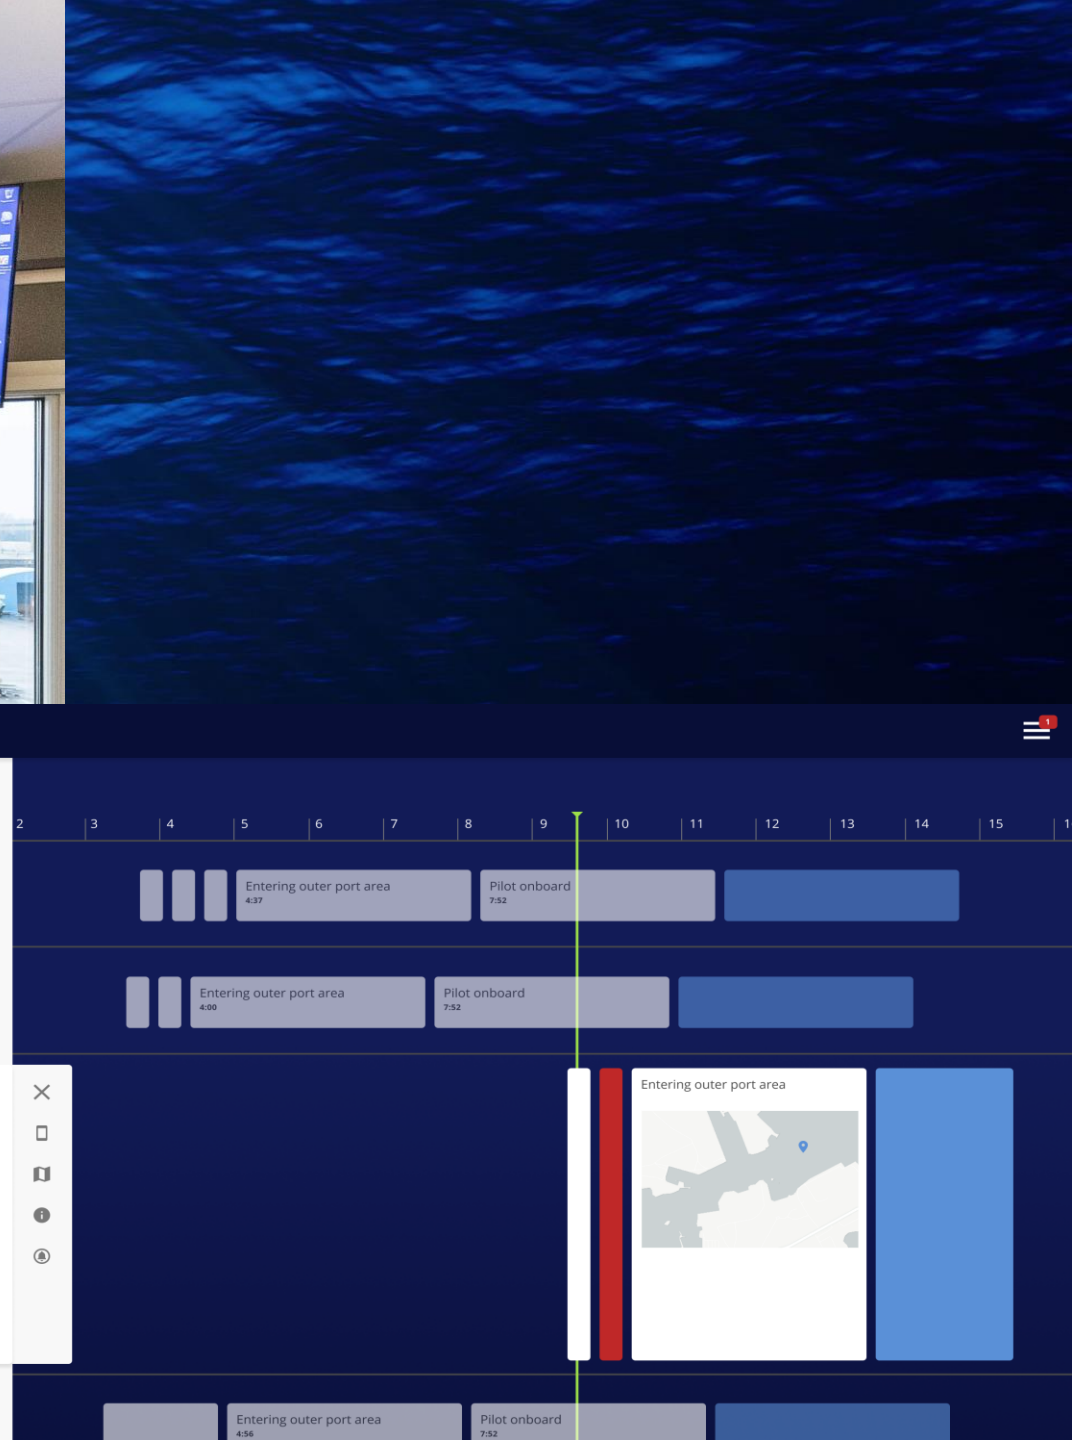 1
2 3 4 5 6 7 8 9 10 11 12 13 14 15 1
Entering outer port area
4:37
Pilot onboard
7:52
Entering outer port area
4:00
Pilot onboard
7:52
Entering outer port area
Entering outer port area
4:56
Pilot onboard
7:52